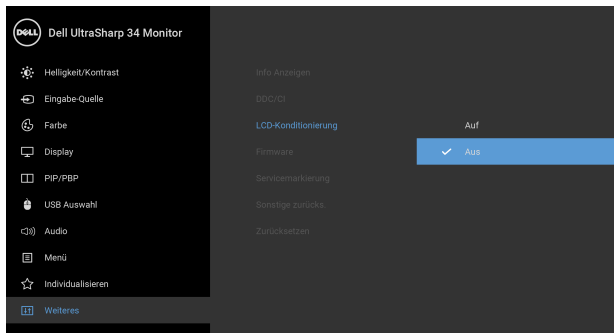 DELL
Dell UltraSharp 34 Monitor
Helligkeit/Kontrast
Eingabe-Quelle
Farbe
Display
PIP/PBP
USB Auswahl
Audio
Menü
Individualisieren
Weiteres
Info Anzeigen
DDC/CI
LCD-Konditionierung
Firmware
Servicemarkierung
Sonstige zurücks.
Zurücksetzen
Auf
Aus